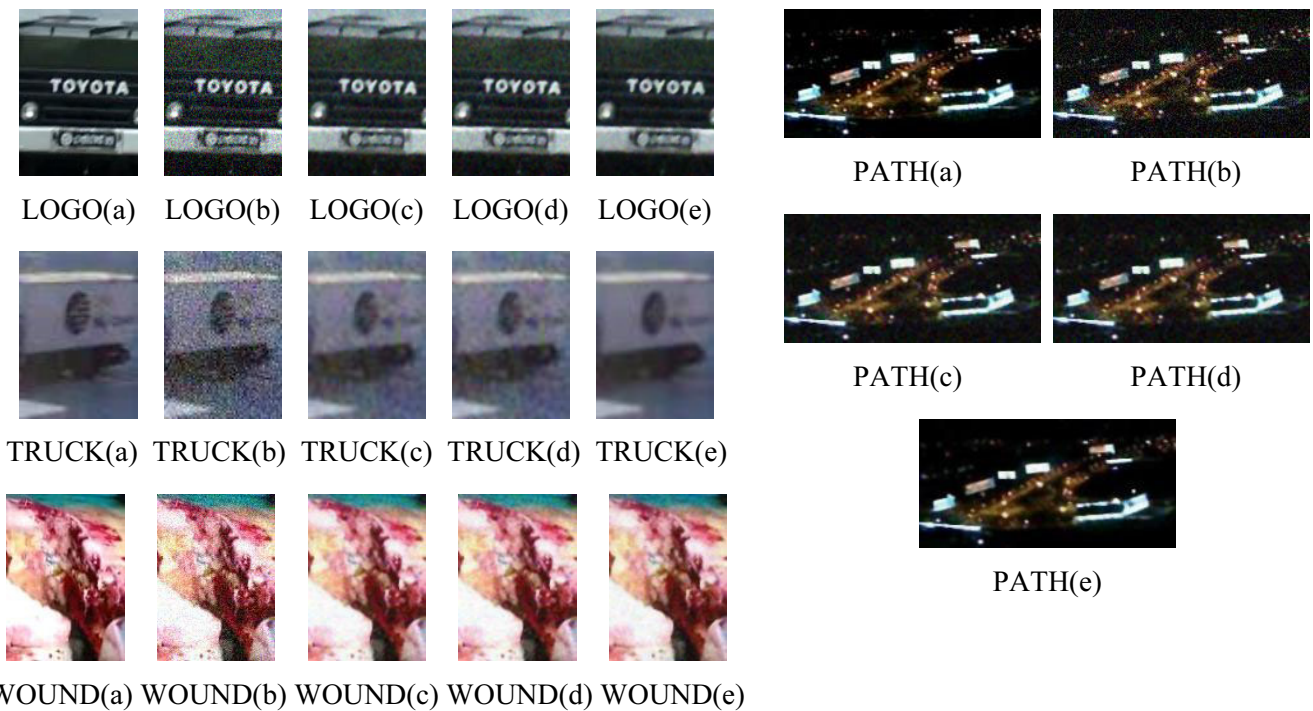 TOYOTA TOYOTA TOYOTA TOYOTA TOYOTA
LOGO(a) LOGO(b) LOGO(c) LOGO(d) LOGO(e)
TRUCK(a) TRUCK(b) TRUCK(c) TRUCK(d) TRUCK(e)
WOUND(a) WOUND(b) WOUND(c) WOUND(d) WOUND(e)
PATH(a) PATH(b)
PATH(c) PATH(d)
PATH(e)